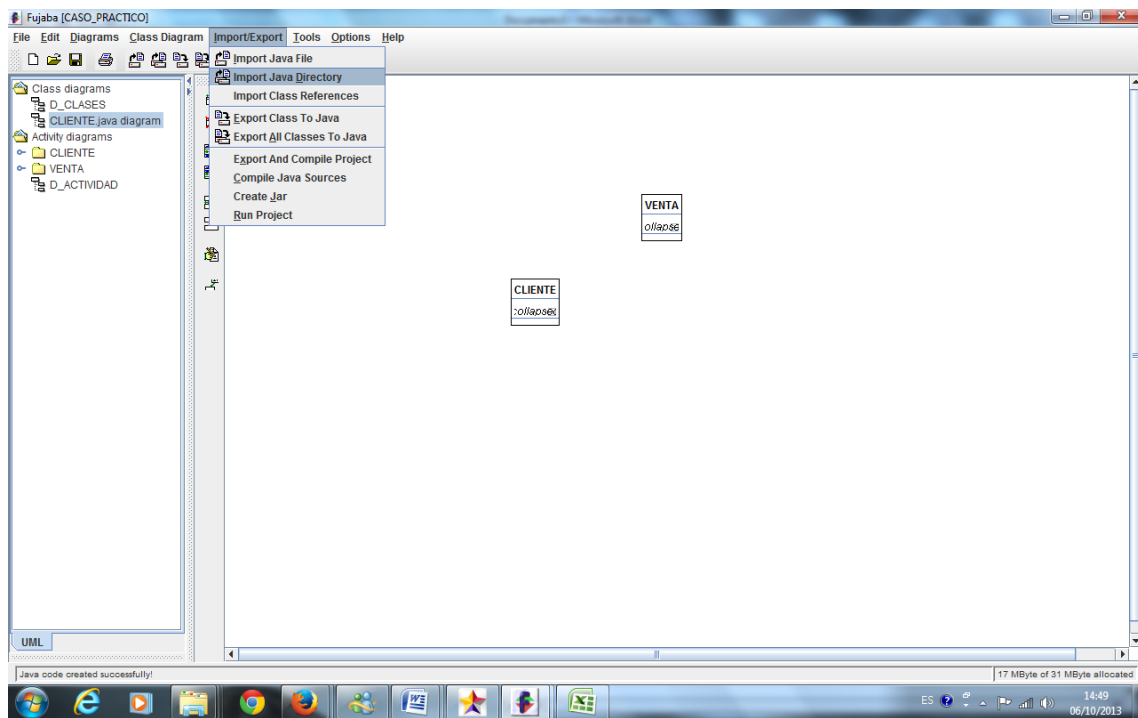 Fujaba [CASO_PRACTICO]
File Edit Diagrams Class Diagram Import/Export Tools Options Help
Import Java File
Import Java Directory
Import Class References
Export Class To Java
Export All Classes To Java
Export And Compile Project
Compile Java Sources
Create Jar
Run Project
Class diagrams
D_CLASES
CLIENTE.java diagram
Activity diagrams
CLIENTE
VENTA
D_ACTIVIDAD
VENTA
ollapse
CLIENTE
collapsed
UML
Java code created successfully!
17 MByte of 31 MByte allocated
ES
14:49
06/10/2013